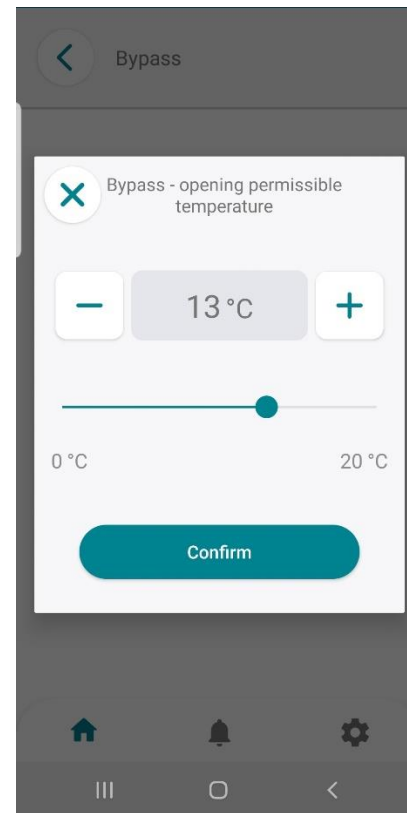 Bypass
Bypass - opening permissible
temperature
13 °C
0 °C
20 °C
Confirm